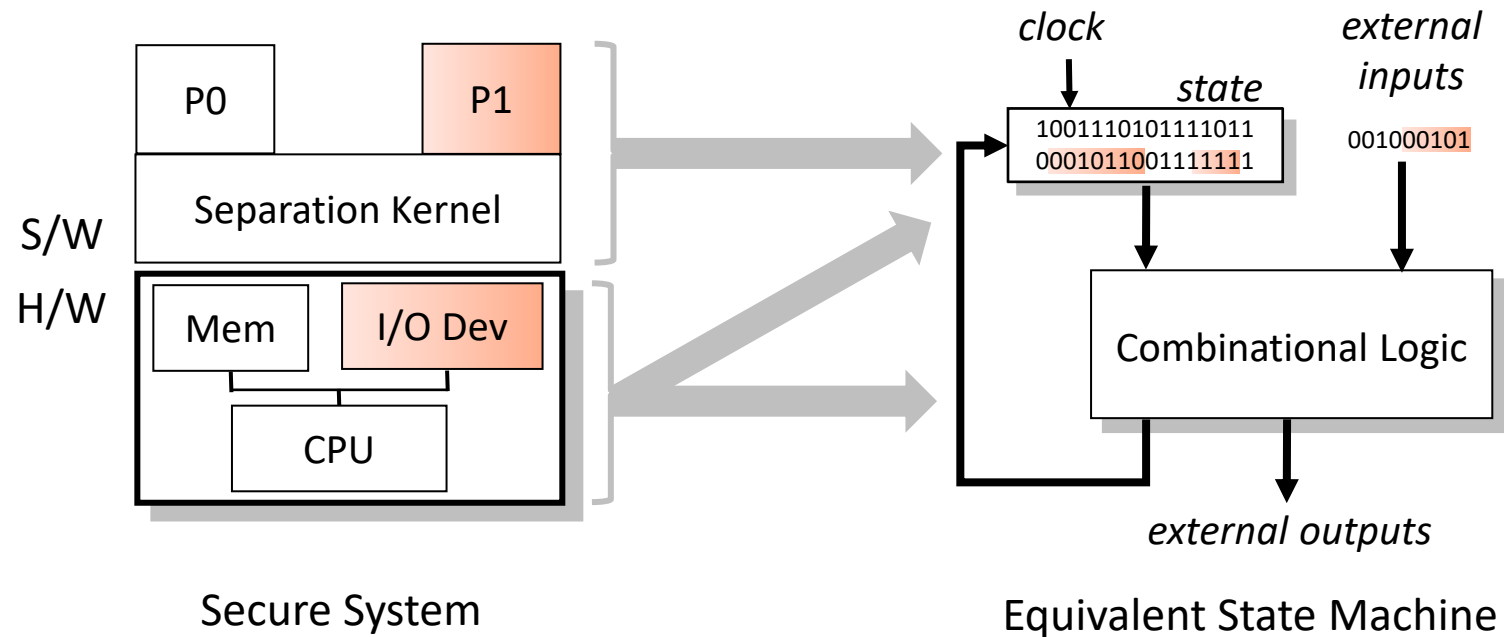 P0
P1
Separation Kernel
S/W
H/W
Mem
I/O Dev
CPU
Secure System
clock
external
inputs
state
1001110101111011
0001011001111111
001000101
Combinational Logic
external outputs
Equivalent State Machine